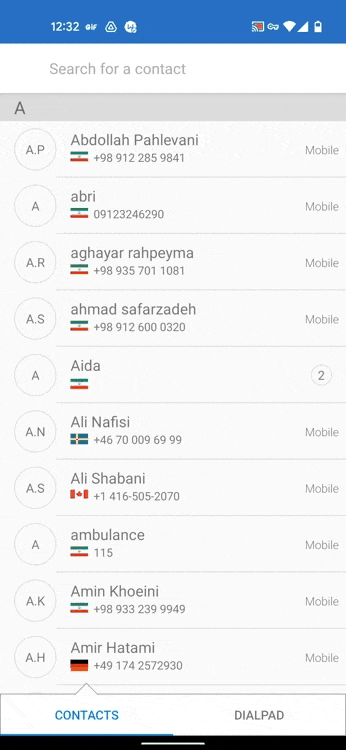 12:32 GIF
Search for a contact
A
A.P
Abdollah Pahlevani
+98 912 285 9841
Mobile
A
abri
09123246290
Mobile
A.R
aghayar rahpeyma
+98 935 701 1081
Mobile
A.S
ahmad safarzadeh
+98 912 600 0320
Mobile
A
Aida
2
A.N
Ali Nafisi
+46 70 009 69 99
Mobile
A.S
Ali Shabani
+1 416-505-2070
Mobile
A
ambulance
115
Mobile
A.K
Amin Khoeini
+98 933 239 9949
Mobile
A.H
Amir Hatami
+49 174 2572930
Mobile
CONTACTS
DIALPAD